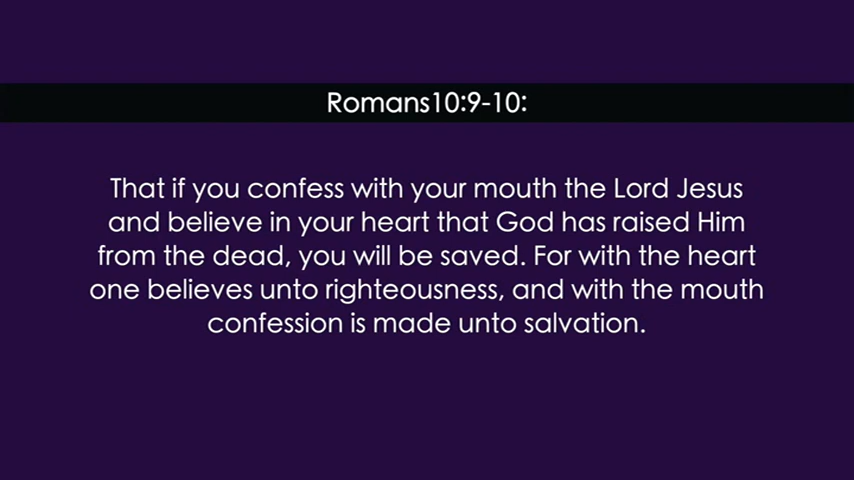 Romans10:9-10:
That if you confess with your mouth the Lord Jesus
and believe in your heart that God has raised Him
from the dead, you will be saved. For with the heart
one believes unto righteousness, and with the mouth
confession is made unto salvation.